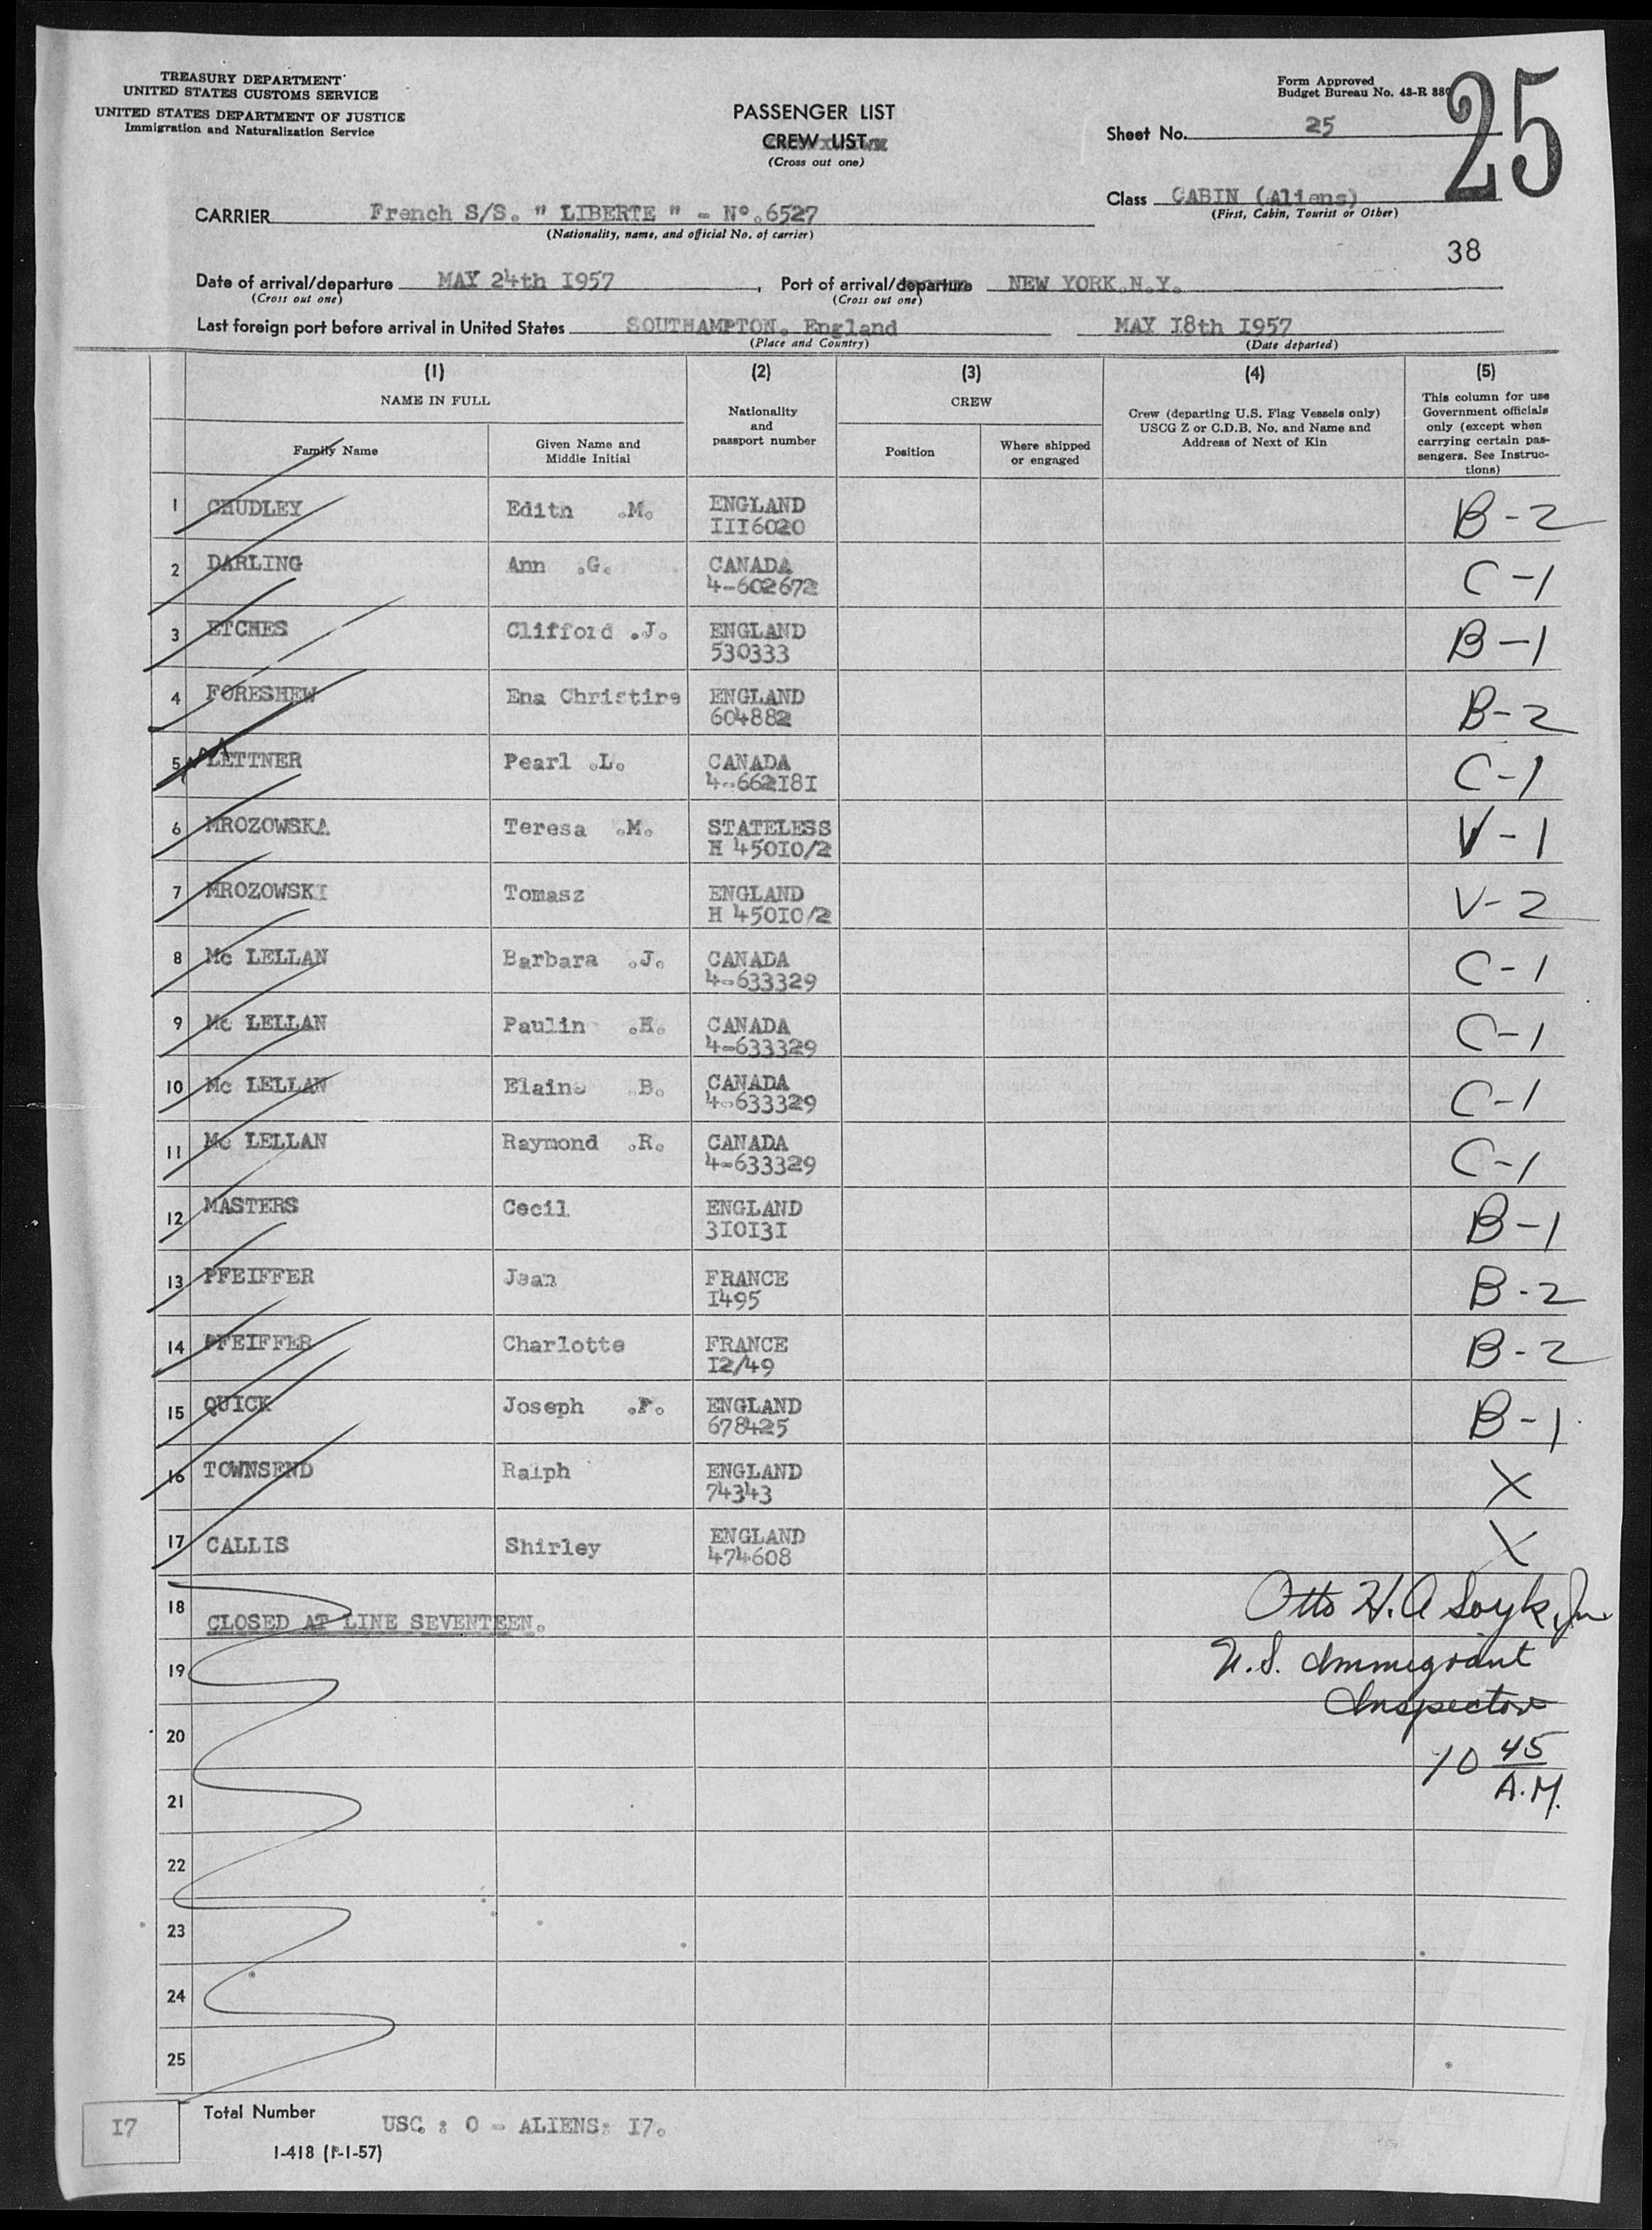 TREASURY DEPARTMENT
UNITED STATES CUSTOMS SERVICE
UNITED STATES DEPARTMENT OF JUSTICE
Immigration and Naturalization Service
Form Approved
Budget Bureau No. 43-R
25
PASSENGER LIST
CREW LIST
(Cross out one)
Sheet No. 25
Class CABIN (Aliens)
(First, Cabin, Tourist or Other)
CARRIER French S/S. " LIBERTE " - N°.6527
(Nationality, name, and official No. of carrier)
38
Date of arrival/departure MAY 24th I957, Port of arrival/departure NEW YORK.N.Y.
(Cross out one) (Cross out one)
Last foreign port before arrival in United States SOUTHAMPTON. England MAY I8th I957
(Place and Country) (Date departed)
(1) (2) (3) (4) (5)
NAME IN FULL
Family Name
Given Name and Middle Initial
Nationality and passport number
CREW
Position
Where shipped or engaged
Crew (departing U.S. Flag Vessels only)
USCG Z or C.D.B. No. and Name and
Address of Next of Kin
This column for use
Government officials
only (except when
carrying certain pas-
sengers. See Instruc-
tions)
1 CHUDLEY Edith .M. ENGLAND B-2
III6020
2 DARLING Ann .G. CANADA C-1
4-602672
3 ETCHES Clifford .J. ENGLAND B-1
530333
4 FORESHEW Ena Christine ENGLAND B-2
604882
5 LETTNER Pearl .L. CANADA C-1
4-662I8I
6 MROZOWSKA Teresa .M. STATELESS V-1
H 450I0/2
7 MROZOWSKI Tomasz ENGLAND V-2
H 450I0/2
8 Mc LELLAN Barbara .J. CANADA C-1
4-633329
9 Mc LELLAN Paulin .H. CANADA C-1
4-633329
10 Mc LELLAN Elaine B. CANADA C-1
4-633329
11 Mc LELLAN Raymond .R. CANADA C-1
4-633329
12 MASTERS Cecil ENGLAND B-1
3I0I3I
13 PFEIFFER Jean FRANCE B-2
I495
14 PFEIFFER Charlotte FRANCE B-2
I2/49
15 QUICK Joseph .F. ENGLAND B-1
678425
16 TOWNSEND Ralph ENGLAND X
74343
17 CALLIS Shirley ENGLAND X
474608
18 CLOSED AT LINE SEVENTEEN.
Otto H. A Soyk, Jr.
19 U.S. Immigrant
Inspector
20
10 45
A.M.
21
22
23
24
25
I7
Total Number USC : 0 - ALIENS: I7.
I-418 (1-1-57)